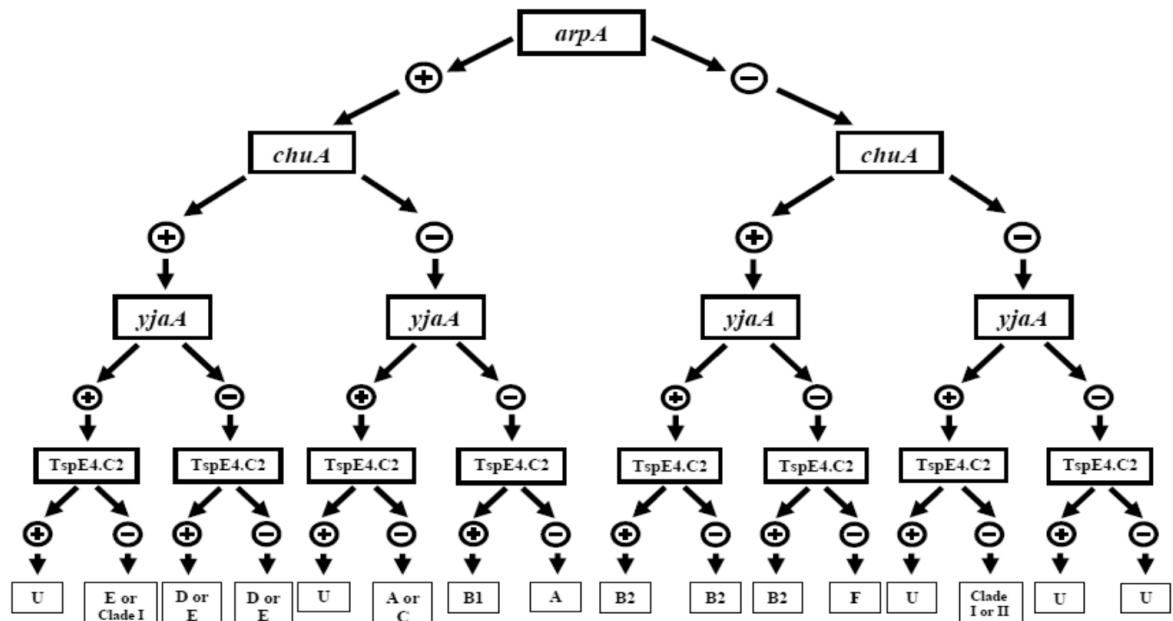 arpA
+ −
chuA chuA
+ − + −
yjaA yjaA yjaA yjaA
+ − + − + − + −
TspE4.C2 TspE4.C2 TspE4.C2 TspE4.C2 TspE4.C2 TspE4.C2 TspE4.C2 TspE4.C2
+ − + − + − + − + − + − + − + −
U
E or
Clade I
D or
E
D or
E
U
A or
C
B1
A
B2
B2
B2
F
U
Clade
I or II
U
U